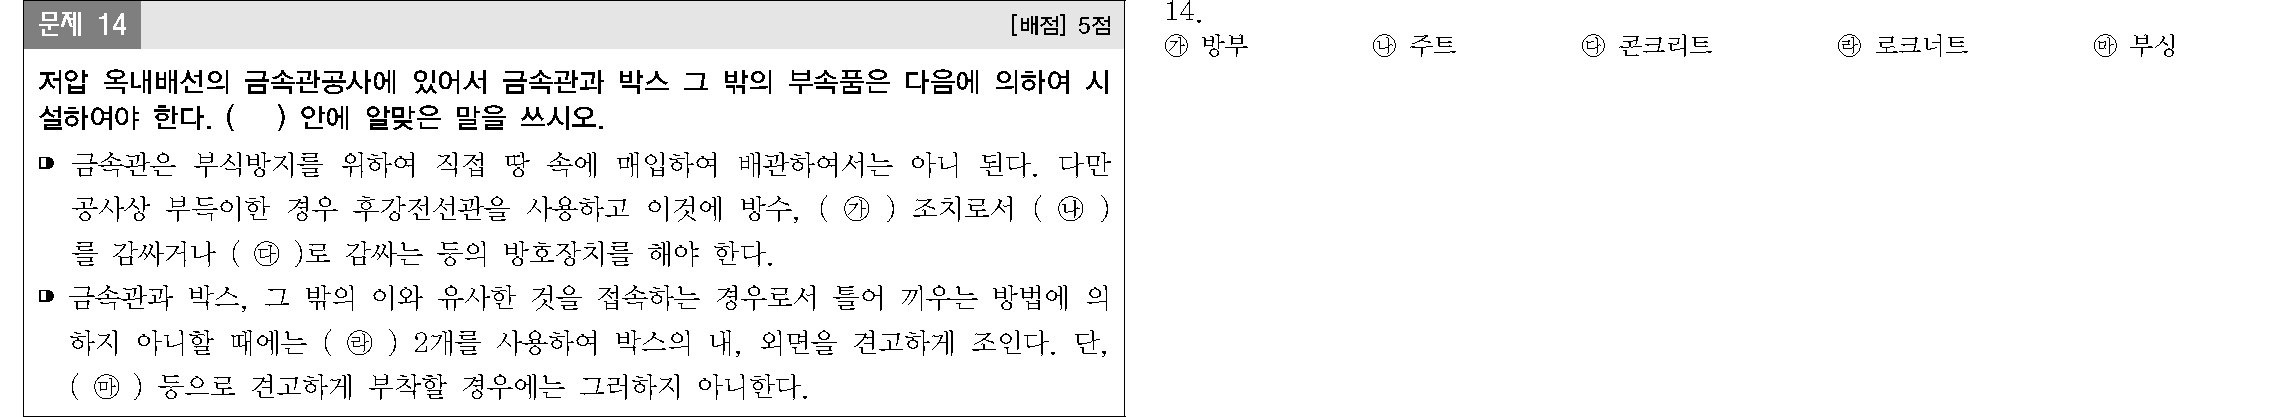 문제 14
[배점] 5점
저압 옥내배선의 금속관공사에 있어서 금속관과 박스 그 밖의 부속품은 다음에 의하여 시
설하여야 한다. (   ) 안에 알맞은 말을 쓰시오.
금속관은 부식방지를 위하여 직접 땅 속에 매입하여 배관하여서는 아니 된다. 다만
공사상 부득이한 경우 후강전선관을 사용하고 이것에 방수, ( ㉮ ) 조치로서 ( ㉯ )
를 감싸거나 ( ㉰ )로 감싸는 등의 방호장치를 해야 한다.
금속관과 박스, 그 밖의 이와 유사한 것을 접속하는 경우로서 틀어 끼우는 방법에 의
하지 아니할 때에는 ( ㉱ ) 2개를 사용하여 박스의 내, 외면을 견고하게 조인다. 단,
( ㉲ ) 등으로 견고하게 부착할 경우에는 그러하지 아니한다.
14.
㉮ 방부 ㉯ 주트 ㉰ 콘크리트 ㉱ 로크너트 ㉲ 부싱